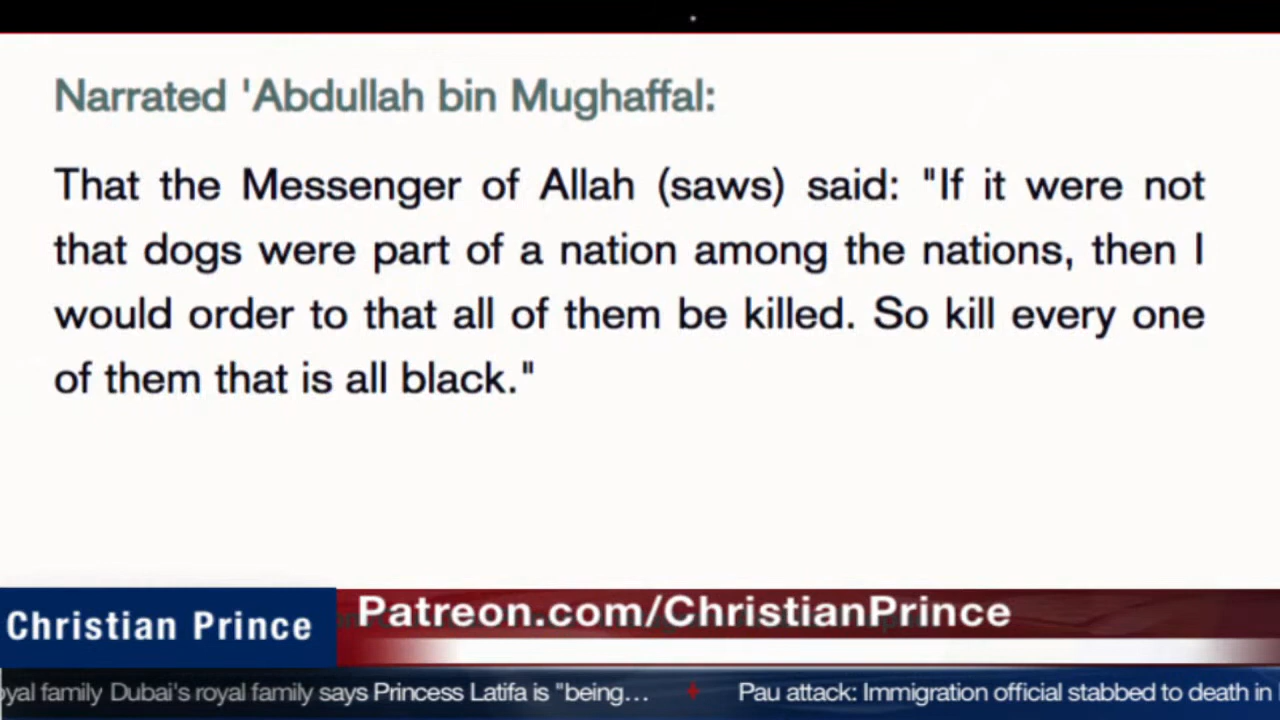 Narrated 'Abdullah bin Mughaffal:
That the Messenger of Allah (saws) said: "If it were not
that dogs were part of a nation among the nations, then I
would order to that all of them be killed. So kill every one
of them that is all black."
Christian Prince
Patreon.com/ChristianPrince
oyal family Dubai's royal family says Princess Latifa is "being... Pau attack: Immigration official stabbed to death in